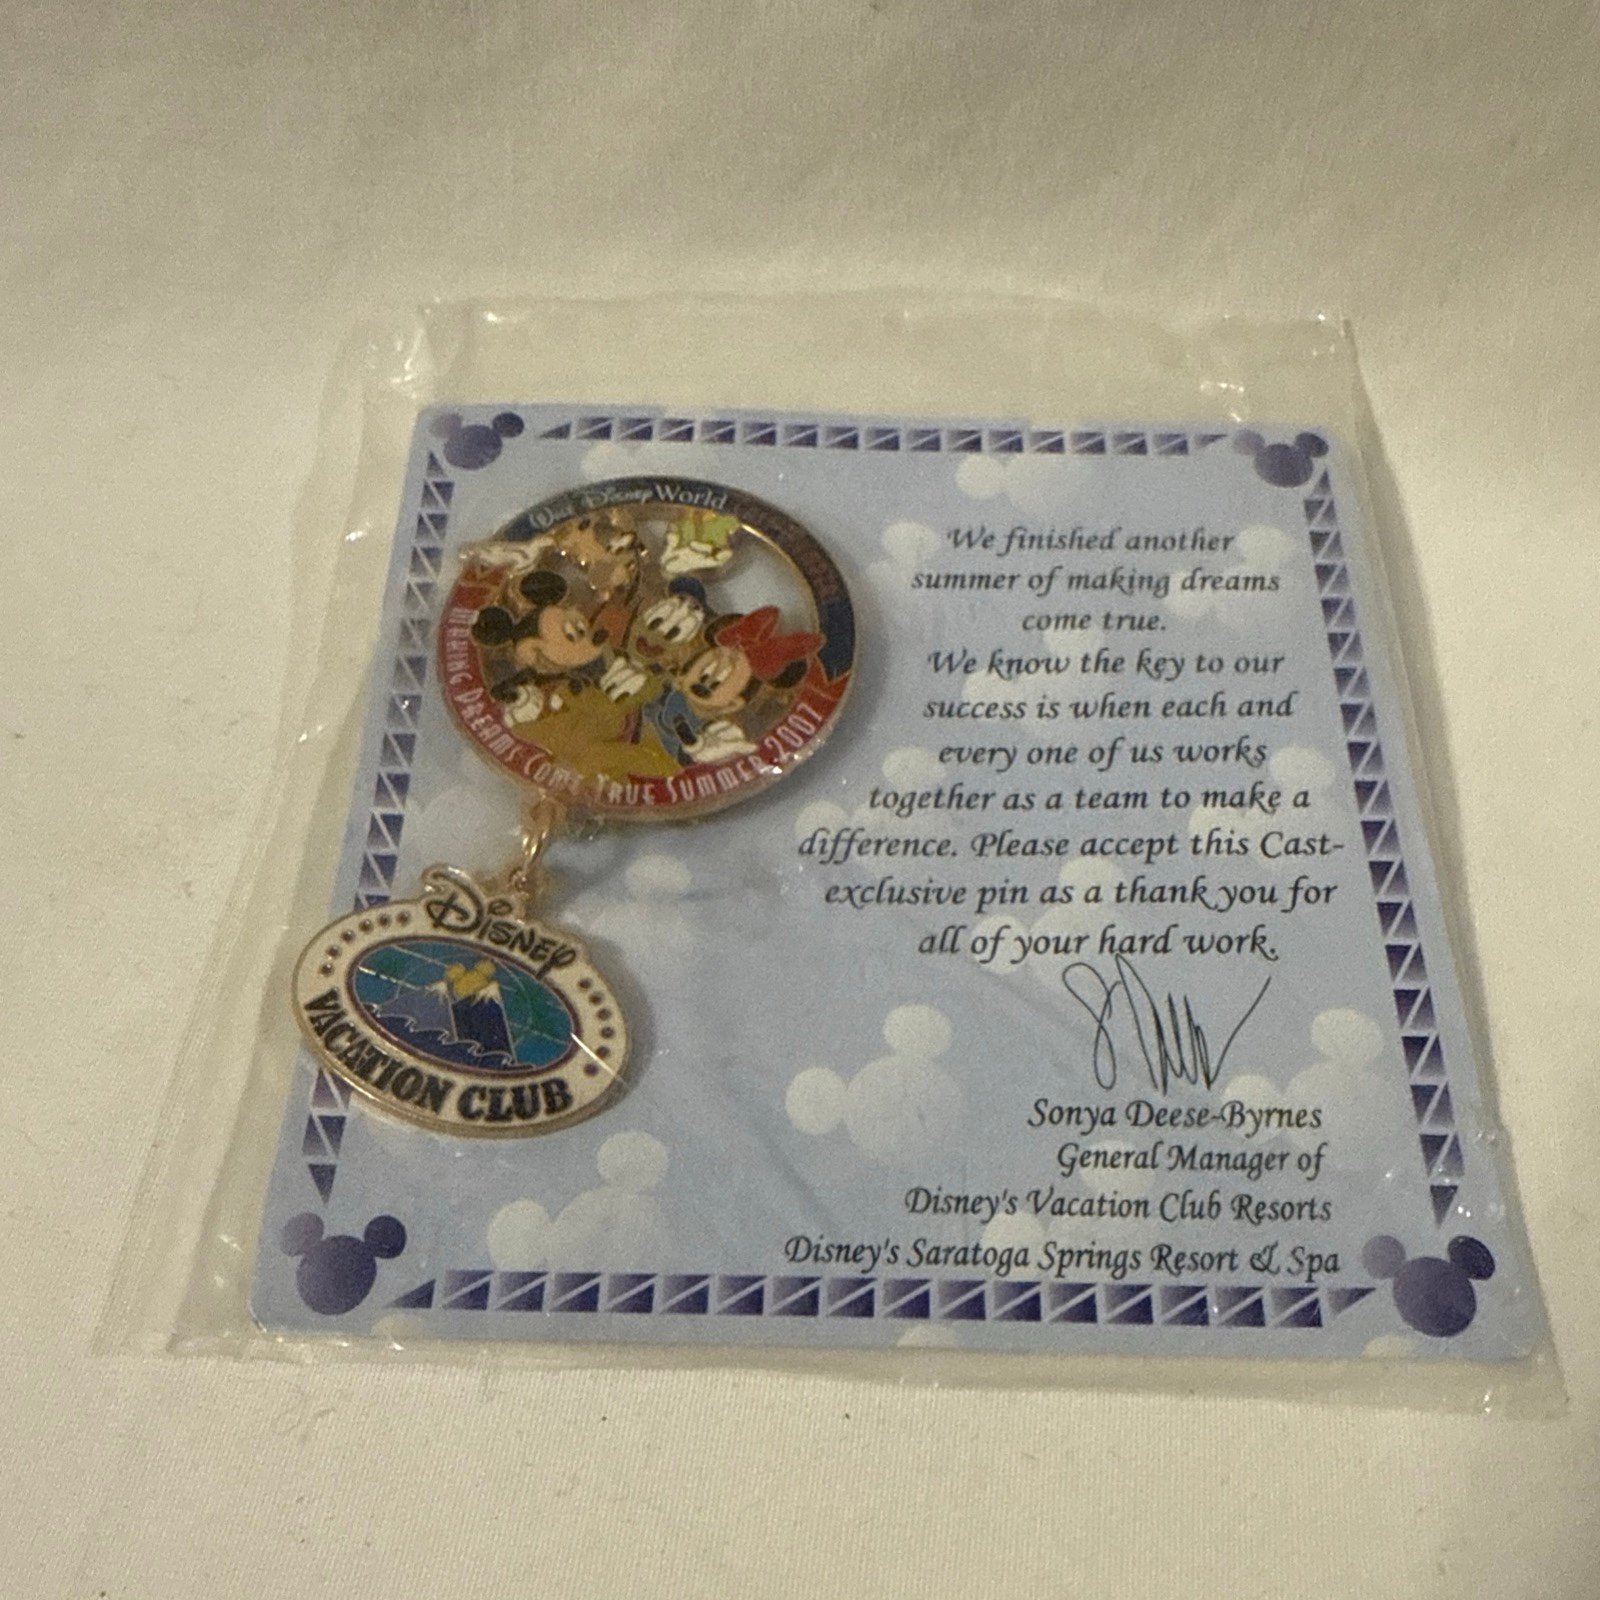 Walt Disney World
Making Dreams Come True Summer 2007
Disney
VACATION CLUB
We finished another
summer of making dreams
come true.
We know the key to our
success is when each and
every one of us works
together as a team to make a
difference. Please accept this Cast-
exclusive pin as a thank you for
all of your hard work.
Sonya Deese-Byrnes
General Manager of
Disney's Vacation Club Resorts
Disney's Saratoga Springs Resort & Spa